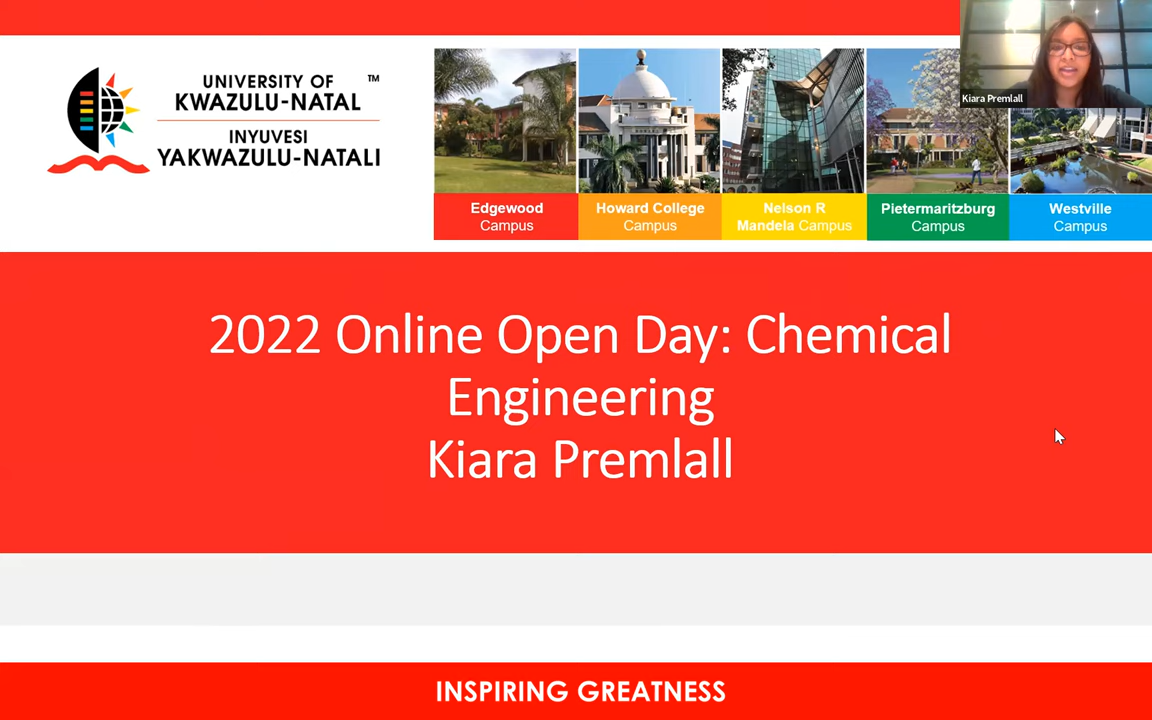 UNIVERSITY OF ™
KWAZULU-NATAL
INYUVESI
YAKWAZULU-NATALI
Edgewood
Campus
Howard College
Campus
Nelson R
Mandela Campus
Pietermaritzburg
Campus
Westville
Campus
Kiara Premlall
2022 Online Open Day: Chemical
Engineering
Kiara Premlall
INSPIRING GREATNESS